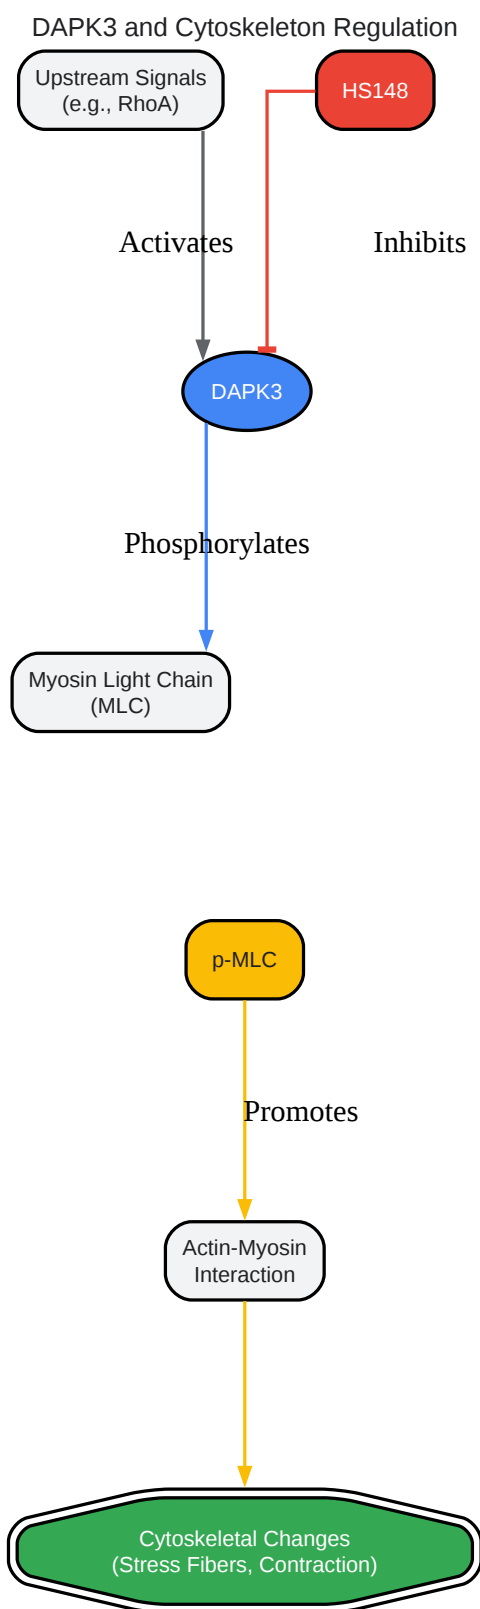 DAPK3 and Cytoskeleton Regulation
Upstream Signals
(e.g., RhoA)
HS148
Activates
Inhibits
DAPK3
Phosphorylates
Myosin Light Chain
(MLC)
p-MLC
Promotes
Actin-Myosin
Interaction
Cytoskeletal Changes
(Stress Fibers, Contraction)